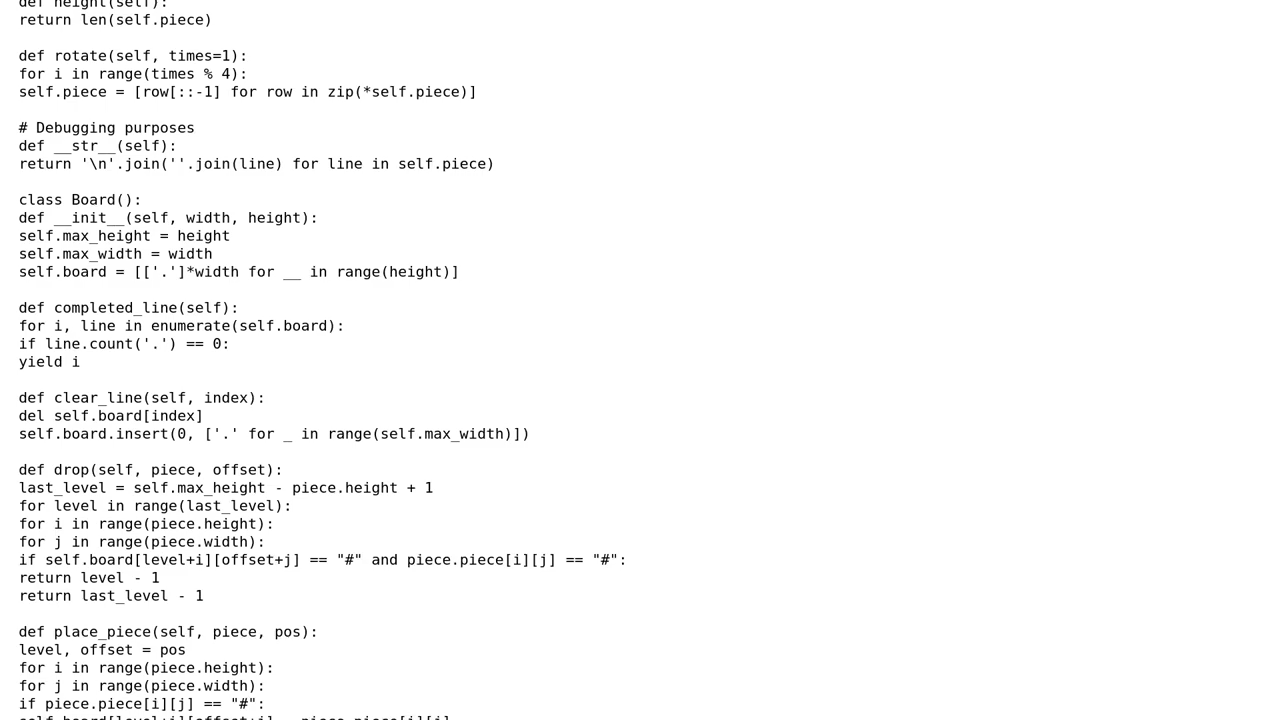 def height(self):
return len(self.piece)

def rotate(self, times=1):
for i in range(times % 4):
self.piece = [row[::-1] for row in zip(*self.piece)]

# Debugging purposes
def __str__(self):
return '\n'.join(''.join(line) for line in self.piece)

class Board():
def __init__(self, width, height):
self.max_height = height
self.max_width = width
self.board = [['.']*width for __ in range(height)]

def completed_line(self):
for i, line in enumerate(self.board):
if line.count('.') == 0:
yield i

def clear_line(self, index):
del self.board[index]
self.board.insert(0, ['.' for _ in range(self.max_width)])

def drop(self, piece, offset):
last_level = self.max_height - piece.height + 1
for level in range(last_level):
for i in range(piece.height):
for j in range(piece.width):
if self.board[level+i][offset+j] == "#" and piece.piece[i][j] == "#":
return level - 1
return last_level - 1

def place_piece(self, piece, pos):
level, offset = pos
for i in range(piece.height):
for j in range(piece.width):
if piece.piece[i][j] == "#":
self.board[level+i][offset+j] = piece.piece[i][j]